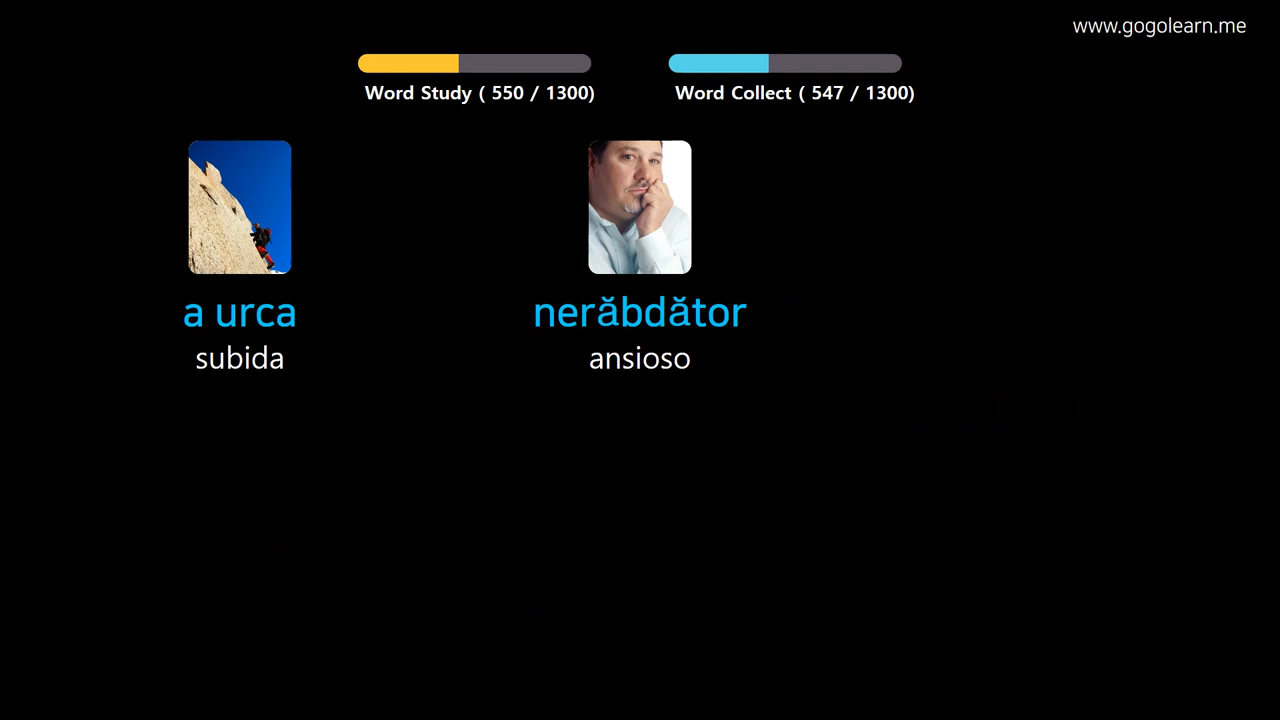 www.gogolearn.me
Word Study ( 550 / 1300)
Word Collect ( 547 / 1300)
a urca
nerăbdător
subida
ansioso